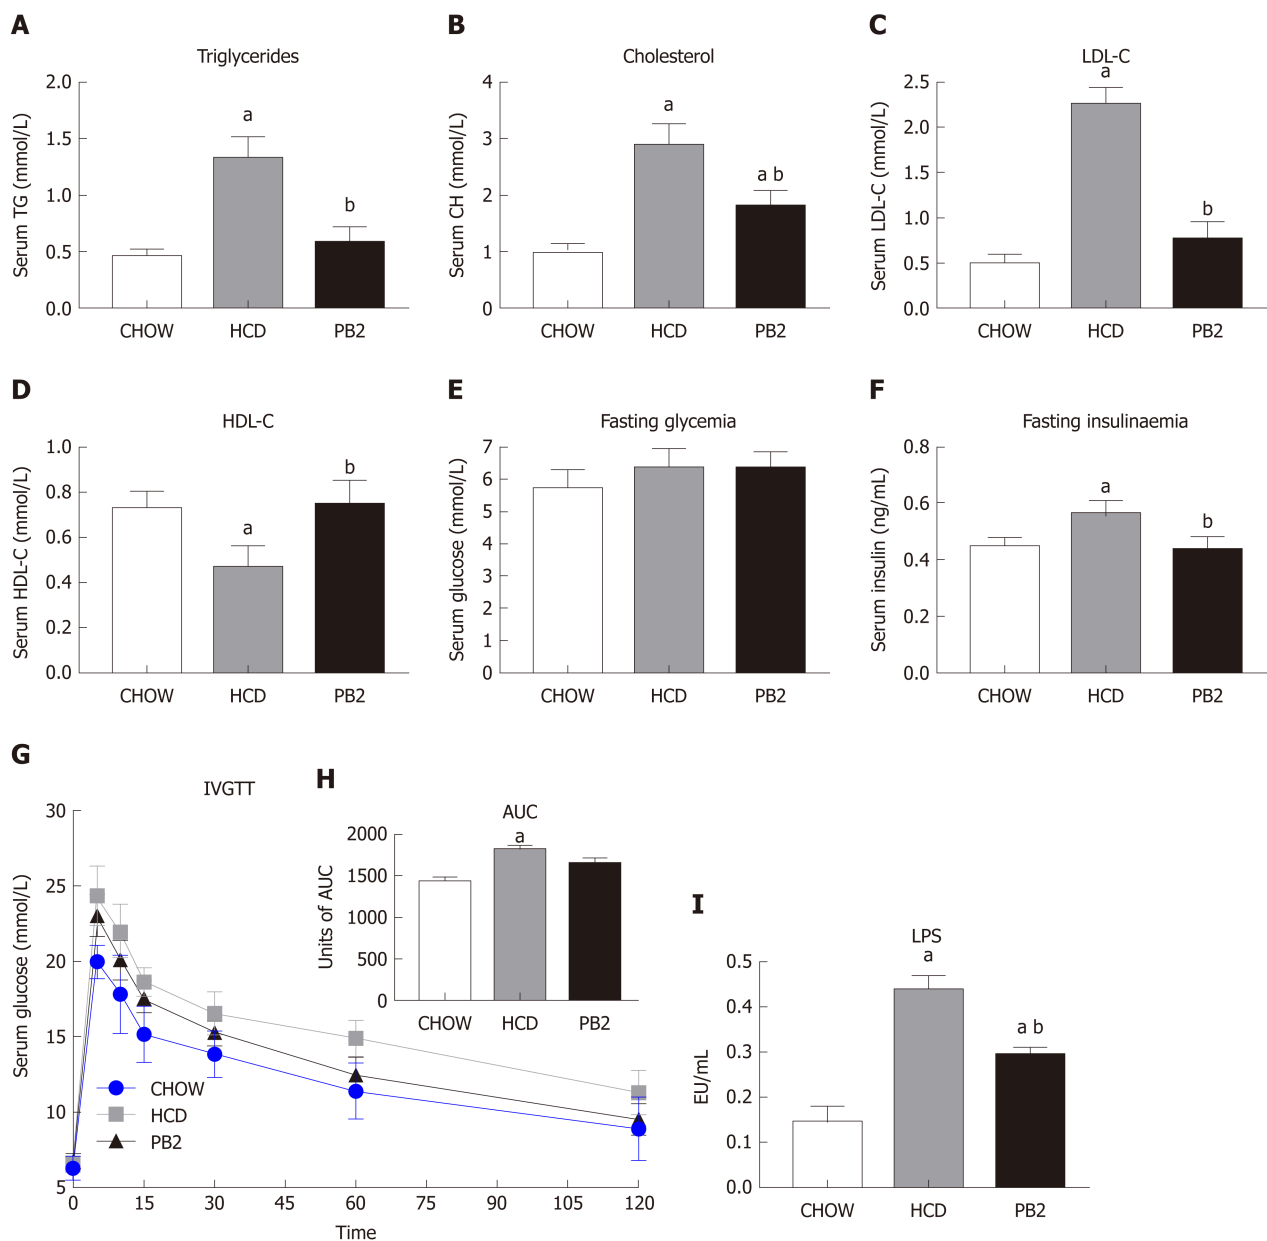 A
Triglycerides
Serum TG (mmol/L)
2.0
1.5
1.0
0.5
0.0
a
b
CHOW HCD PB2
B
Cholesterol
Serum CH (mmol/L)
4
3
2
1
0
a
a b
CHOW HCD PB2
C
LDL-C
Serum LDL-C (mmol/L)
2.5
2.0
1.5
1.0
0.5
0.0
a
b
CHOW HCD PB2
D
HDL-C
Serum HDL-C (mmol/L)
1.0
0.8
0.6
0.4
0.2
0.0
a
b
CHOW HCD PB2
E
Fasting glycemia
Serum glucose (mmol/L)
7
6
5
4
3
2
1
0
CHOW HCD PB2
F
Fasting insulinaemia
Serum insulin (ng/mL)
0.8
0.6
0.4
0.2
0.0
a
b
CHOW HCD PB2
G
IVGTT
Serum glucose (mmol/L)
30
25
20
15
10
5
CHOW
HCD
PB2
0 15 30 45 60 75 90 105 120
Time
H
AUC
Units of AUC
2000
1500
1000
500
0
a
CHOW HCD PB2
I
LPS
EU/mL
0.5
0.4
0.3
0.2
0.1
0.0
a
a b
CHOW HCD PB2